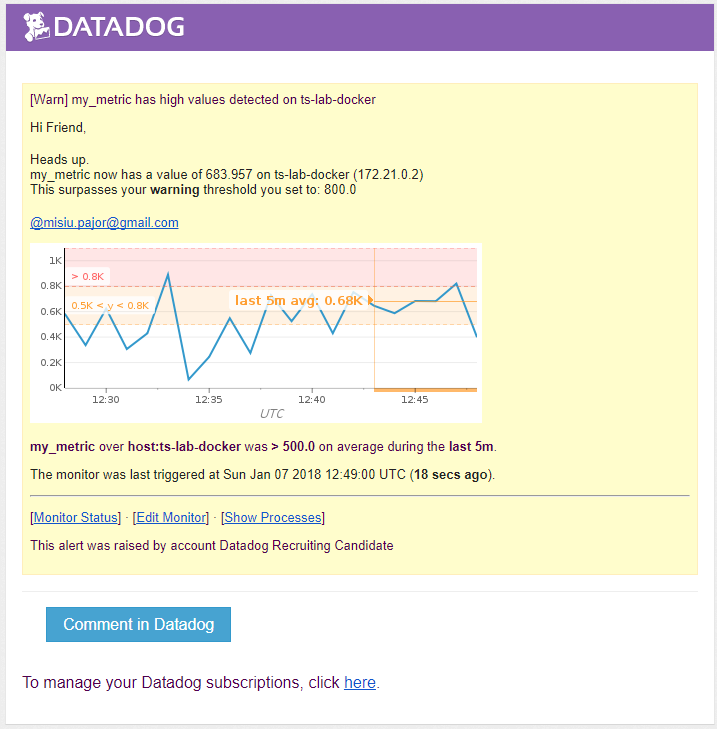 DATADOG
[Warn] my_metric has high values detected on ts-lab-docker
Hi Friend,
Heads up.
my_metric now has a value of 683.957 on ts-lab-docker (172.21.0.2)
This surpasses your warning threshold you set to: 800.0
@misiu.pajor@gmail.com
1K
> 0.8K
0.8K
last 5m avg: 0.68K
0.5K < y < 0.8K
0.6K
0.4K
0.2K
0K
12:30 12:35 12:40 12:45
UTC
my_metric over host:ts-lab-docker was > 500.0 on average during the last 5m.
The monitor was last triggered at Sun Jan 07 2018 12:49:00 UTC (18 secs ago).
[Monitor Status] · [Edit Monitor] · [Show Processes]
This alert was raised by account Datadog Recruiting Candidate
Comment in Datadog
To manage your Datadog subscriptions, click here.